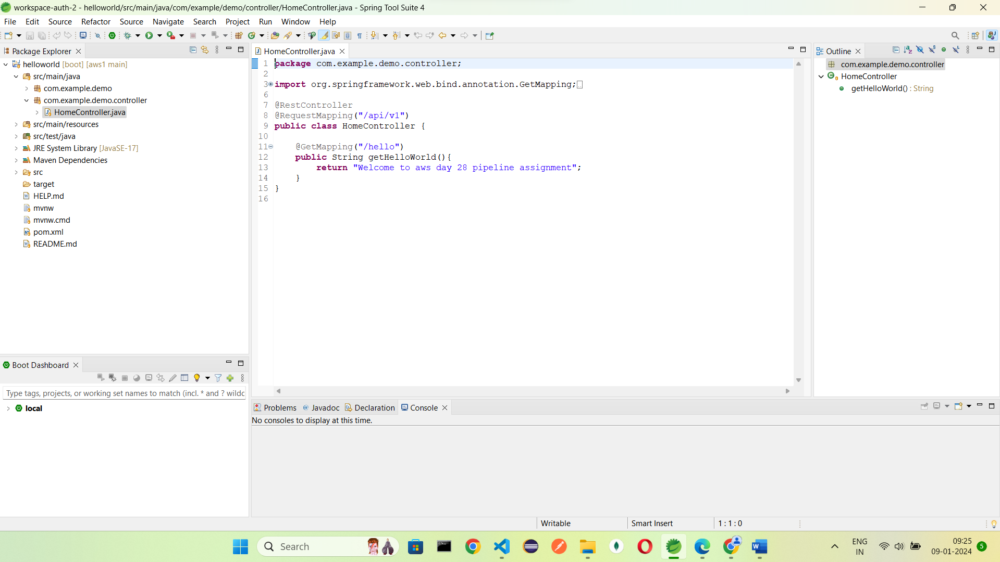 workspace-auth-2 - helloworld/src/main/java/com/example/demo/controller/HomeController.java - Spring Tool Suite 4
File Edit Source Refactor Source Navigate Search Project Run Window Help
Package Explorer
helloworld [boot] [aws1 main]
src/main/java
com.example.demo
com.example.demo.controller
HomeController.java
src/main/resources
src/test/java
JRE System Library [JavaSE-17]
Maven Dependencies
src
target
HELP.md
mvnw
mvnw.cmd
pom.xml
README.md
Boot Dashboard
Type tags, projects, or working set names to match (incl. * and ? wildc
local
HomeController.java
1 package com.example.demo.controller;
2
3 import org.springframework.web.bind.annotation.GetMapping;
6
7 @RestController
8 @RequestMapping("/api/v1")
9 public class HomeController {
10
11 @GetMapping("/hello")
12 public String getHelloWorld(){
13 return "Welcome to aws day 28 pipeline assignment";
14 }
15 }
16
Outline
com.example.demo.controller
HomeController
getHelloWorld() : String
Problems @ Javadoc Declaration Console
No consoles to display at this time.
Writable Smart Insert 1 : 1 : 0
Search
ENG
IN
09:25
09-01-2024
5